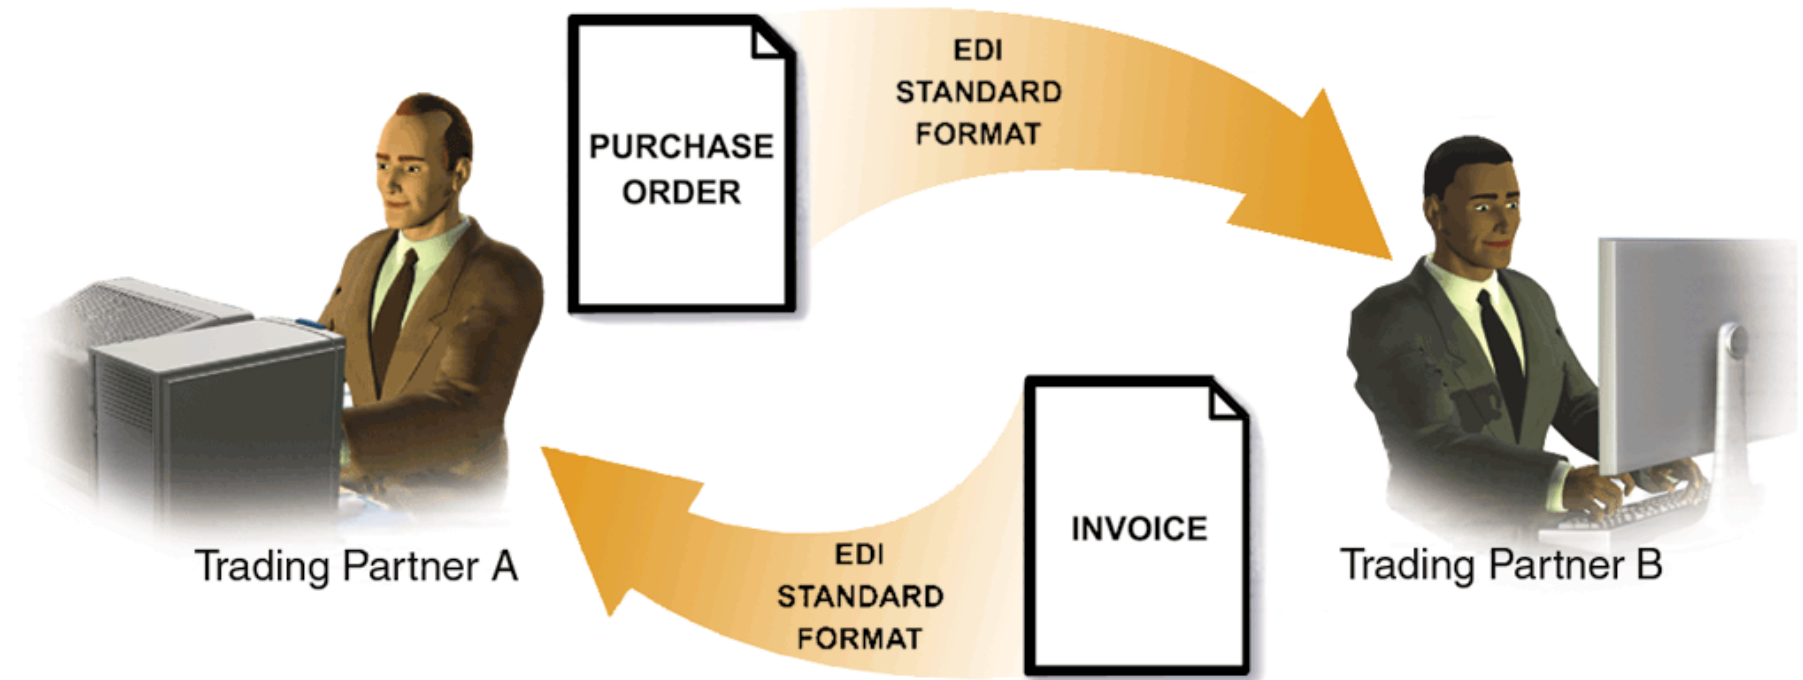 PURCHASE
ORDER
EDI
STANDARD
FORMAT
Trading Partner A
EDI
STANDARD
FORMAT
INVOICE
Trading Partner B